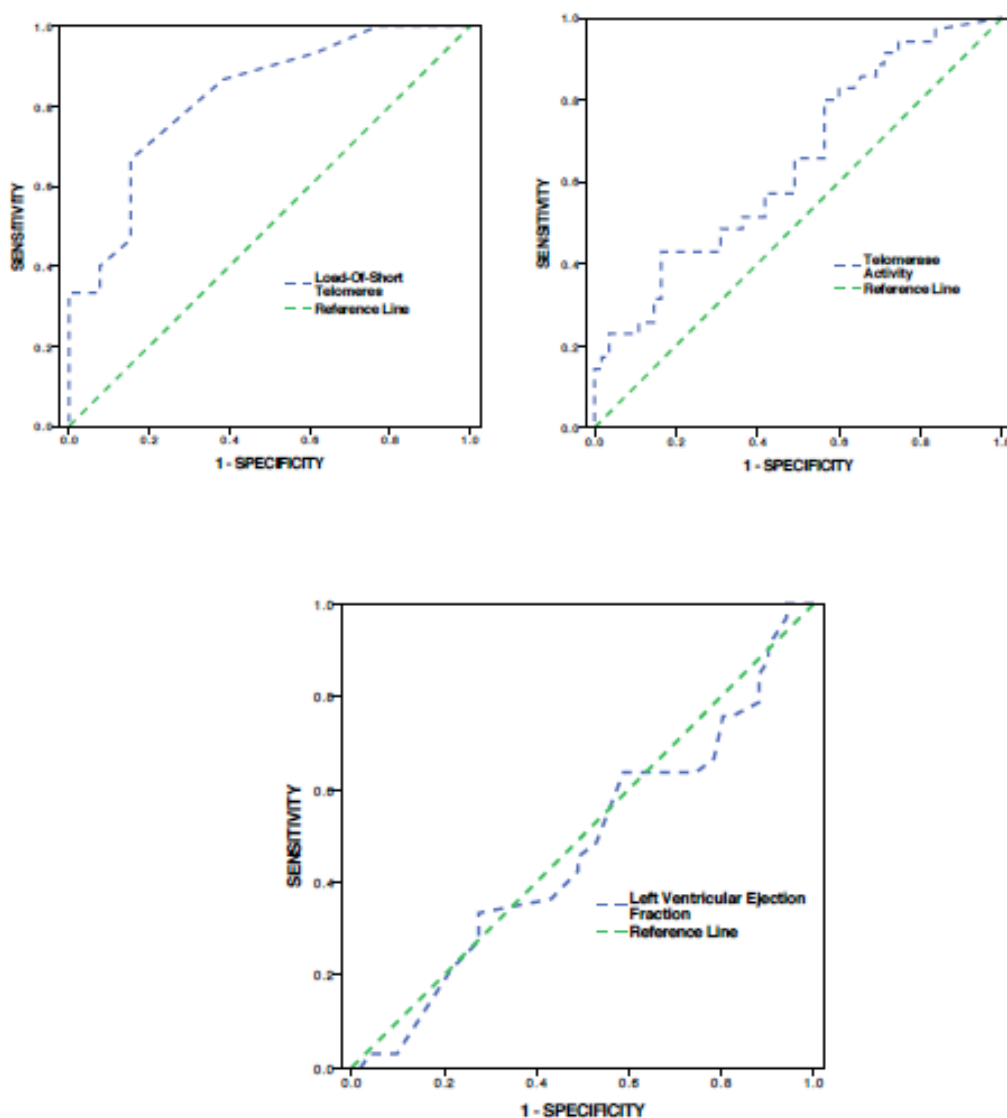 1.0
0.8
0.6
0.4
0.2
0.0
SENSITIVITY
Load-Of-Short
Telomeres
Reference Line
0.0 0.2 0.4 0.6 0.8 1.0
1 - SPECIFICITY
1.0
0.8
0.6
0.4
0.2
0.0
SENSITIVITY
Telomerase
Activity
Reference Line
0.0 0.2 0.4 0.6 0.8 1.0
1 - SPECIFICITY
1.0
0.8
0.6
0.4
0.2
0.0
SENSITIVITY
Left Ventricular Ejection
Fraction
Reference Line
0.0 0.2 0.4 0.6 0.8 1.0
1 - SPECIFICITY